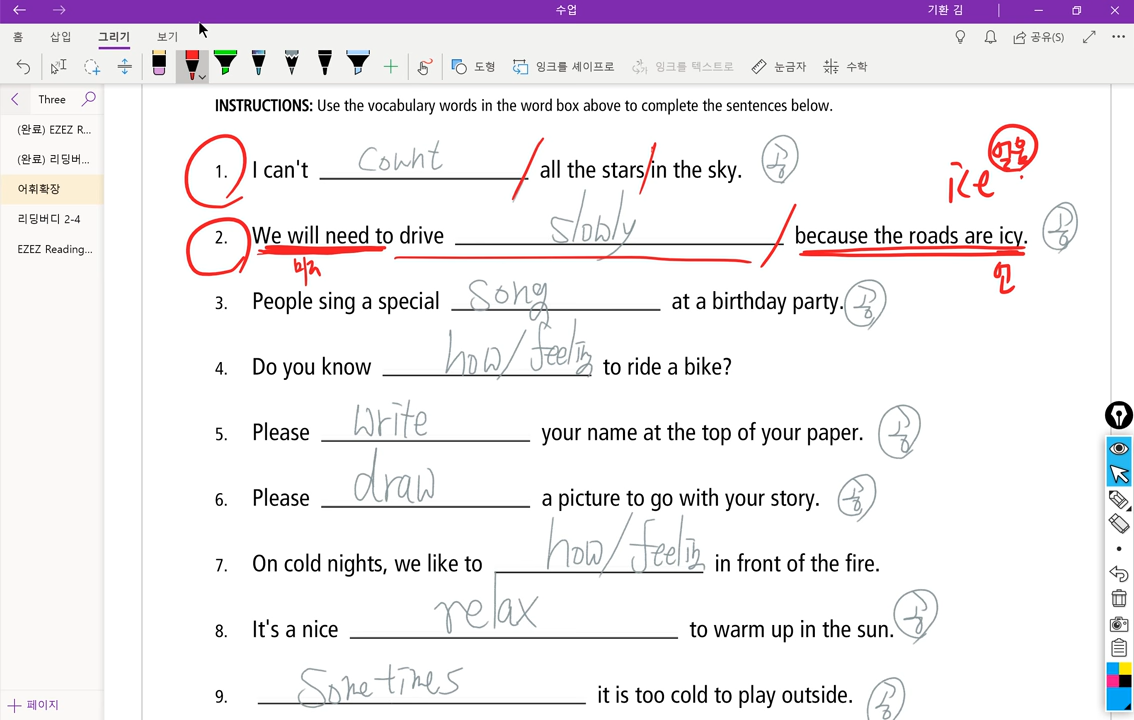 수업
기환 김
홈 삽입 그리기 보기
공유(S)
도형 잉크를 셰이프로 잉크를 텍스트로 눈금자 수학
Three
(완료) EZEZ R...
(완료) 리딩버...
어휘확장
리딩버디 2-4
EZEZ Reading...
페이지
INSTRUCTIONS: Use the vocabulary words in the word box above to complete the sentences below.
얼음
ice
1. I can't count / all the stars / in the sky.
2. We will need to drive slowly / because the roads are icy.
미래
3. People sing a special song at a birthday party.
4. Do you know how/feeling to ride a bike?
5. Please write your name at the top of your paper.
6. Please draw a picture to go with your story.
7. On cold nights, we like to how/feeling in front of the fire.
8. It's a nice relax to warm up in the sun.
9. Sometimes it is too cold to play outside.